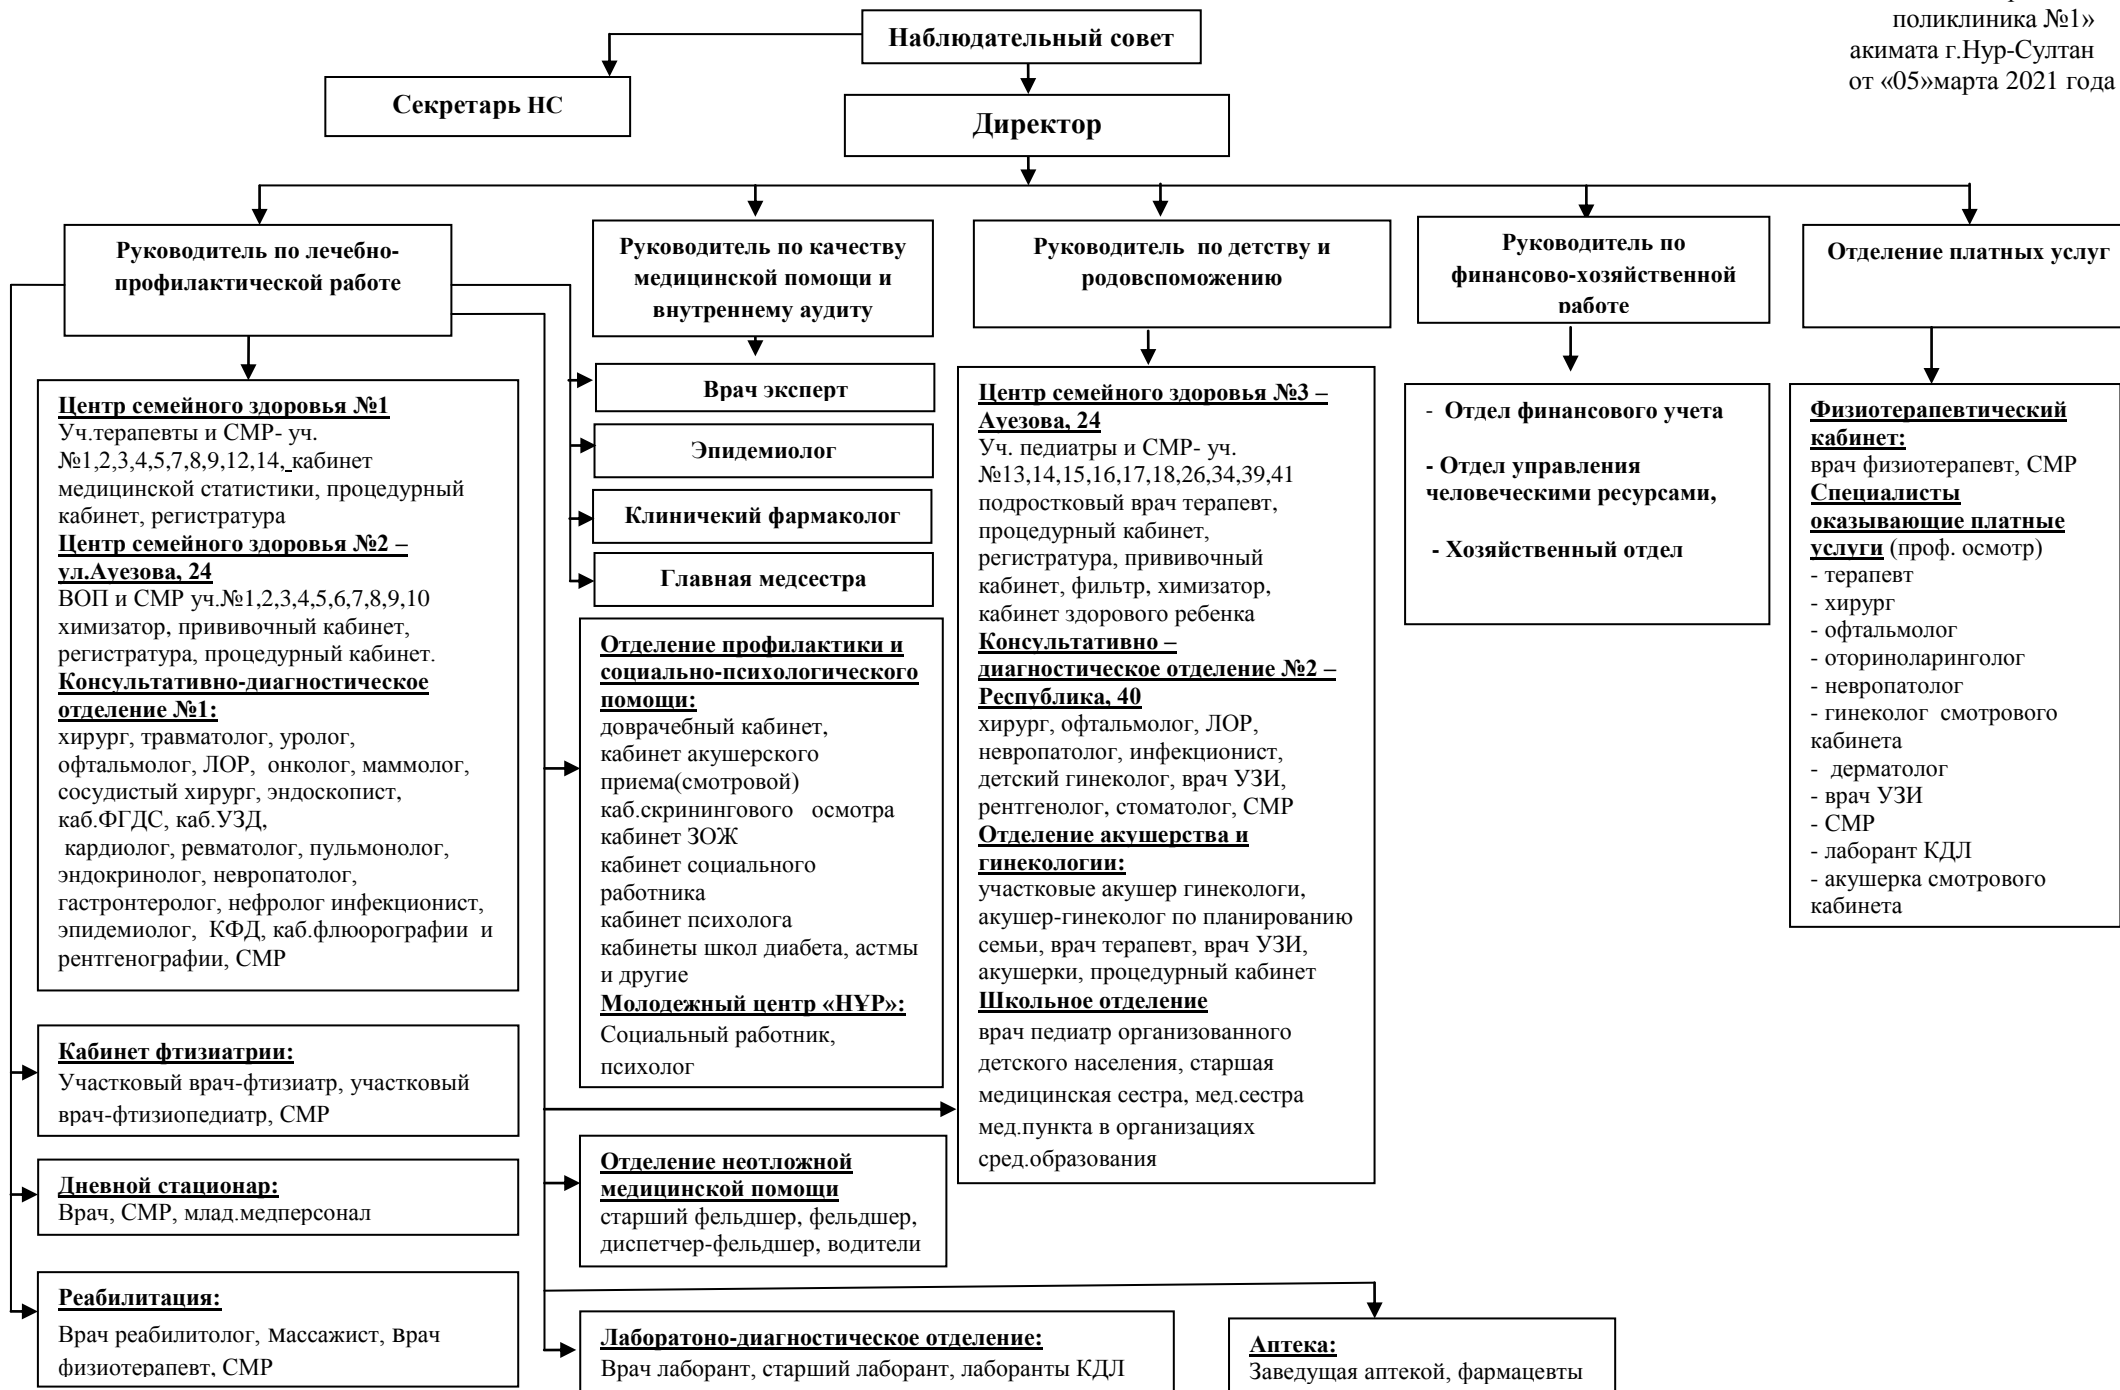 поликлиника №1»
акимата г.Нур-Султан
от «05»марта 2021 года
Наблюдательный совет
Секретарь НС
Директор
Руководитель по лечебно-
профилактической работе
Руководитель по качеству
медицинской помощи и
внутреннему аудиту
Руководитель по детству и
родовспоможению
Руководитель по
финансово-хозяйственной
работе
Отделение платных услуг
Центр семейного здоровья №1
Уч.терапевты и СМР- уч.
№1,2,3,4,5,7,8,9,12,14, кабинет
медицинской статистики, процедурный
кабинет, регистратура
Центр семейного здоровья №2 –
ул.Ауезова, 24
ВОП и СМР уч.№1,2,3,4,5,6,7,8,9,10
химизатор, прививочный кабинет,
регистратура, процедурный кабинет.
Консультативно-диагностическое
отделение №1:
хирург, травматолог, уролог,
офтальмолог, ЛОР, онколог, маммолог,
сосудистый хирург, эндоскопист,
каб.ФГДС, каб.УЗД,
кардиолог, ревматолог, пульмонолог,
эндокринолог, невропатолог,
гастронтеролог, нефролог инфекционист,
эпидемиолог, КФД, каб.флюорографии и
рентгенографии, СМР
Кабинет фтизиатрии:
Участковый врач-фтизиатр, участковый
врач-фтизиопедиатр, СМР
Дневной стационар:
Врач, СМР, млад.медперсонал
Реабилитация:
Врач реабилитолог, массажист, врач
физиотерапевт, СМР
Врач эксперт
Эпидемиолог
Клиничекий фармаколог
Главная медсестра
Отделение профилактики и
социально-психологического
помощи:
доврачебный кабинет,
кабинет акушерского
приема(смотровой)
каб.скринингового осмотра
кабинет ЗОЖ
кабинет социального
работника
кабинет психолога
кабинеты школ диабета, астмы
и другие
Молодежный центр «НҰР»:
Социальный работник,
психолог
Отделение неотложной
медицинской помощи
старший фельдшер, фельдшер,
диспетчер-фельдшер, водители
Лаборатоно-диагностическое отделение:
Врач лаборант, старший лаборант, лаборанты КДЛ
Центр семейного здоровья №3 –
Ауезова, 24
Уч. педиатры и СМР- уч.
№13,14,15,16,17,18,26,34,39,41
подростковый врач терапевт,
процедурный кабинет,
регистратура, прививочный
кабинет, фильтр, химизатор,
кабинет здорового ребенка
Консультативно –
диагностическое отделение №2 –
Республика, 40
хирург, офтальмолог, ЛОР,
невропатолог, инфекционист,
детский гинеколог, врач УЗИ,
рентгенолог, стоматолог, СМР
Отделение акушерства и
гинекологии:
участковые акушер гинекологи,
акушер-гинеколог по планированию
семьи, врач терапевт, врач УЗИ,
акушерки, процедурный кабинет
Школьное отделение
врач педиатр организованного
детского населения, старшая
медицинская сестра, мед.сестра
мед.пункта в организациях
сред.образования
Аптека:
Заведущая аптекой, фармацевты
- Отдел финансового учета
- Отдел управления
человеческими ресурсами,
- Хозяйственный отдел
Физиотерапевтический
кабинет:
врач физиотерапевт, СМР
Специалисты
оказывающие платные
услуги (проф. осмотр)
- терапевт
- хирург
- офтальмолог
- оториноларинголог
- невропатолог
- гинеколог смотрового
кабинета
- дерматолог
- врач УЗИ
- СМР
- лаборант КДЛ
- акушерка смотрового
кабинета